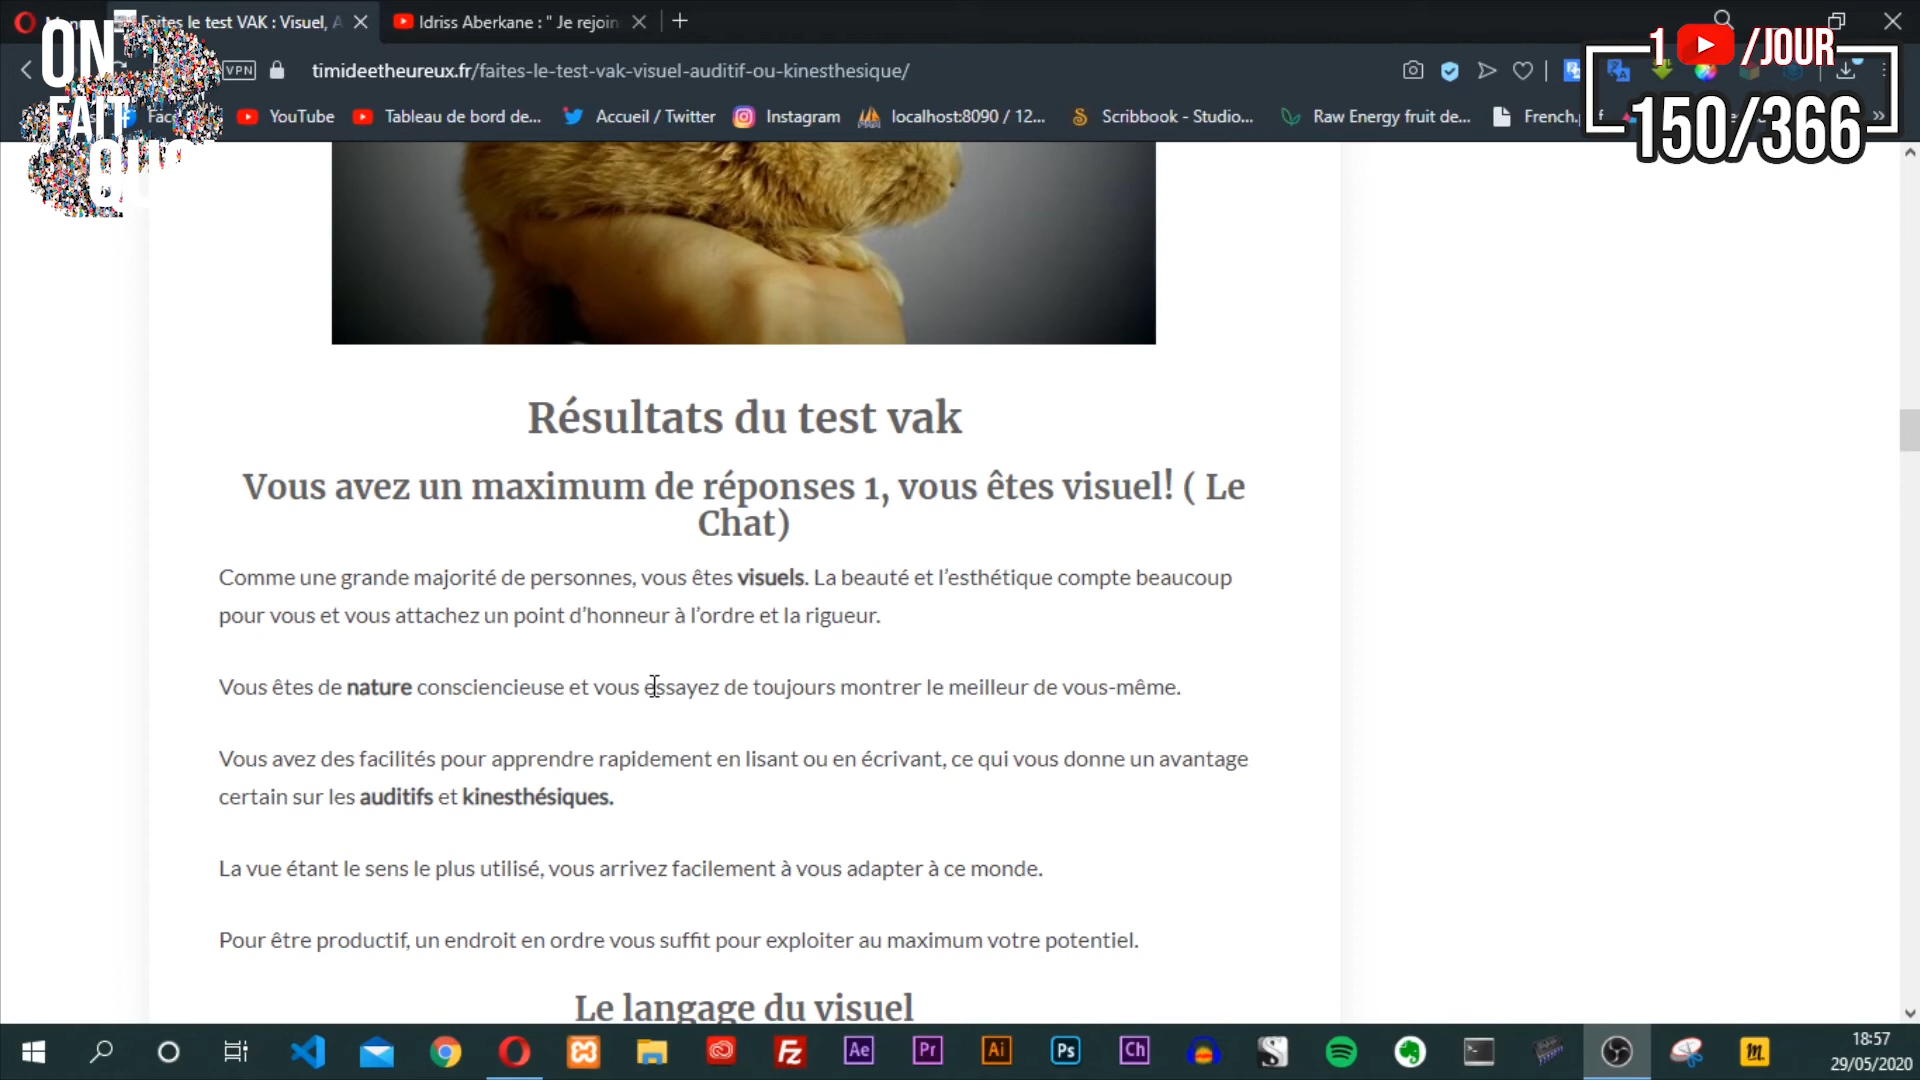 Faites le test VAK : Visuel, A
Idriss Aberkane : " Je rejoin
ON
FAIT
QUOI
1 /JOUR
150/366
VPN
timideetheureux.fr/faites-le-test-vak-visuel-auditif-ou-kinesthesique/
YouTube
Tableau de bord de...
Accueil / Twitter
Instagram
localhost:8090 / 12...
Scribbook - Studio...
Raw Energy fruit de...
French.p
Résultats du test vak
Vous avez un maximum de réponses 1, vous êtes visuel! ( Le
Chat)
Comme une grande majorité de personnes, vous êtes visuels. La beauté et l’esthétique compte beaucoup
pour vous et vous attachez un point d’honneur à l’ordre et la rigueur.
Vous êtes de nature consciencieuse et vous essayez de toujours montrer le meilleur de vous-même.
Vous avez des facilités pour apprendre rapidement en lisant ou en écrivant, ce qui vous donne un avantage
certain sur les auditifs et kinesthésiques.
La vue étant le sens le plus utilisé, vous arrivez facilement à vous adapter à ce monde.
Pour être productif, un endroit en ordre vous suffit pour exploiter au maximum votre potentiel.
Le langage du visuel
Ae
Pr
Ai
Ps
Ch
18:57
29/05/2020